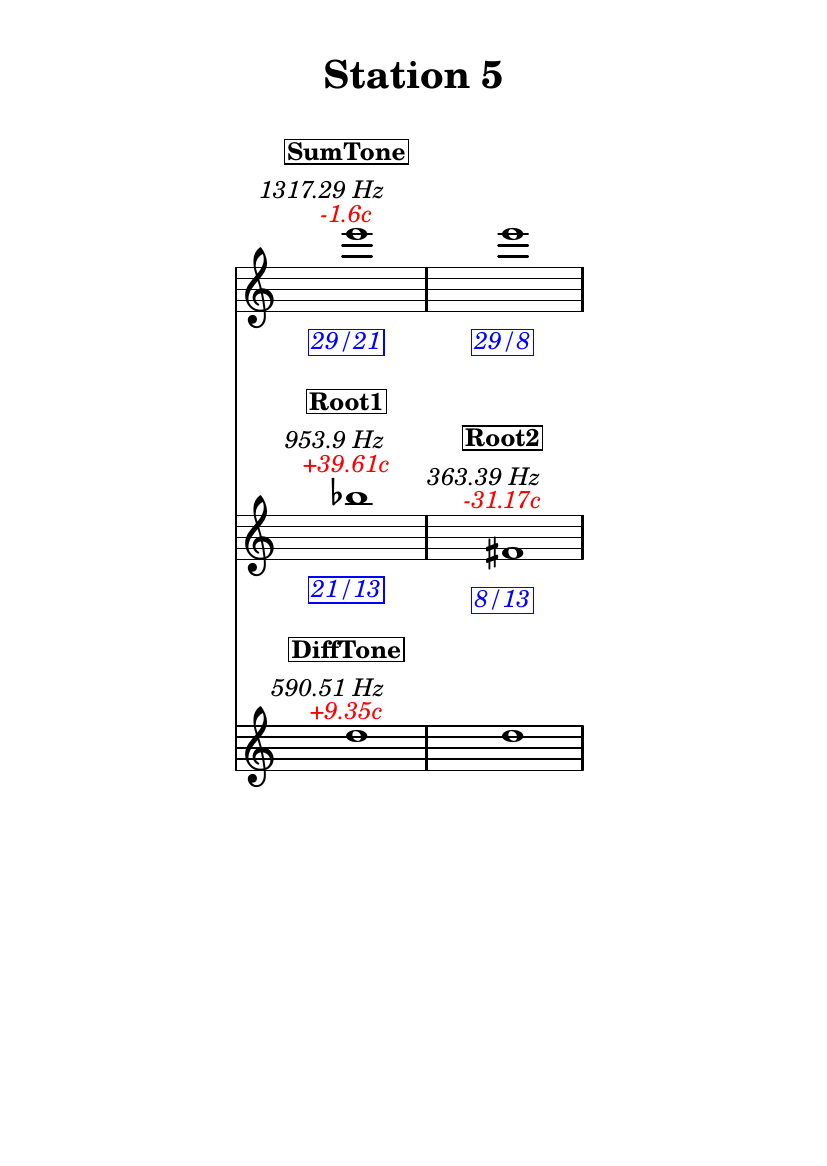 Station 5
SumTone
1317.29 Hz
-1.6c
29/21
29/8
Root1
953.9 Hz
+39.61c
Root2
363.39 Hz
-31.17c
21/13
8/13
DiffTone
590.51 Hz
+9.35c